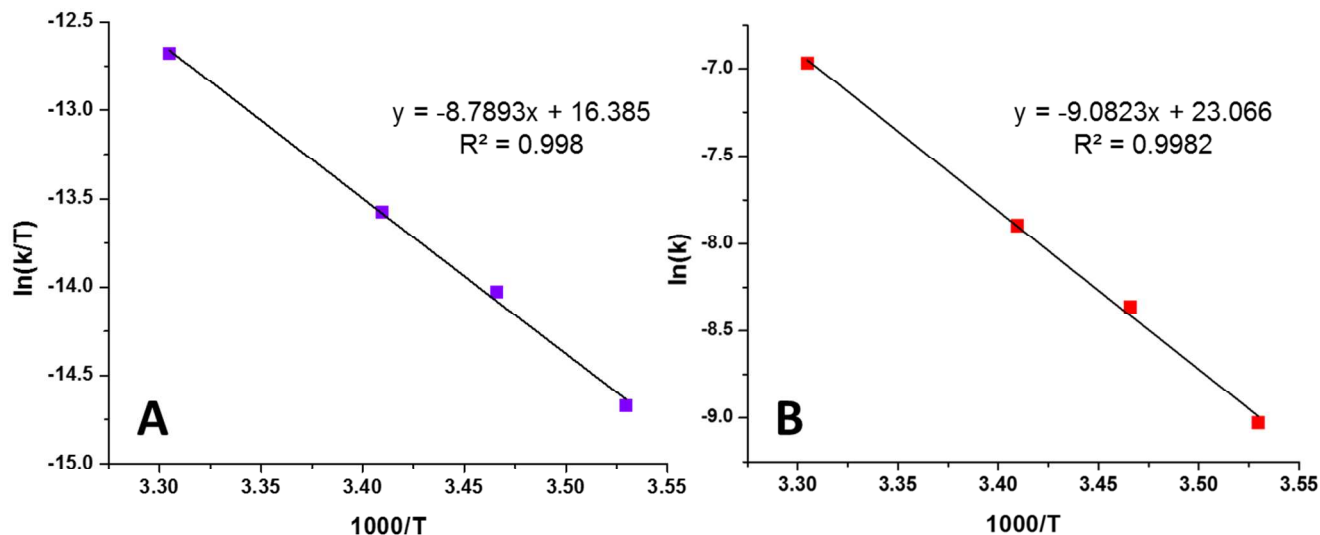 -12.5
-13.0
-13.5
-14.0
-14.5
-15.0
ln(k/T)
y = -8.7893x + 16.385
R² = 0.998
A
3.30 3.35 3.40 3.45 3.50 3.55
1000/T
-7.0
-7.5
-8.0
-8.5
-9.0
ln(k)
y = -9.0823x + 23.066
R² = 0.9982
B
3.30 3.35 3.40 3.45 3.50 3.55
1000/T